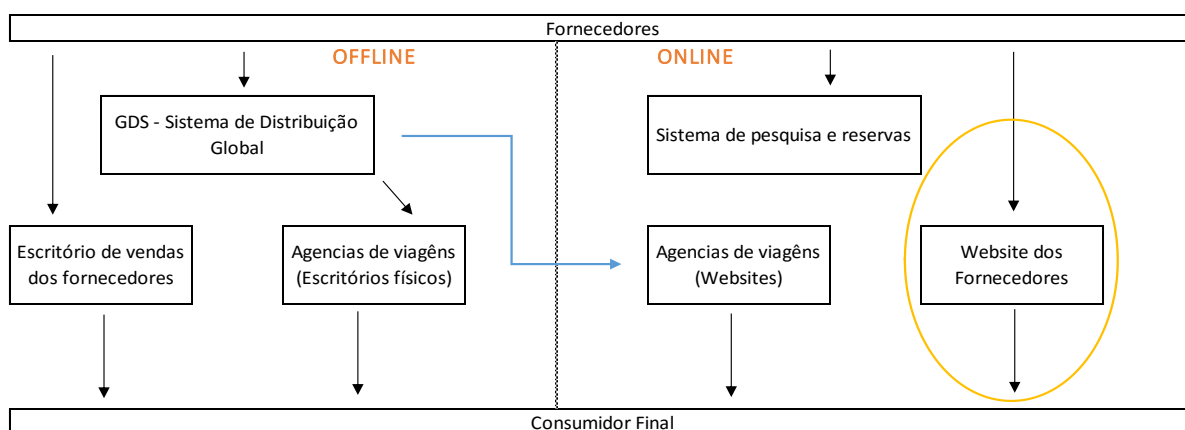 Fornecedores
OFFLINE
ONLINE
GDS - Sistema de Distribuição
Global
Sistema de pesquisa e reservas
Escritório de vendas
dos fornecedores
Agencias de viagêns
(Escritórios físicos)
Agencias de viagêns
(Websites)
Website dos
Fornecedores
Consumidor Final